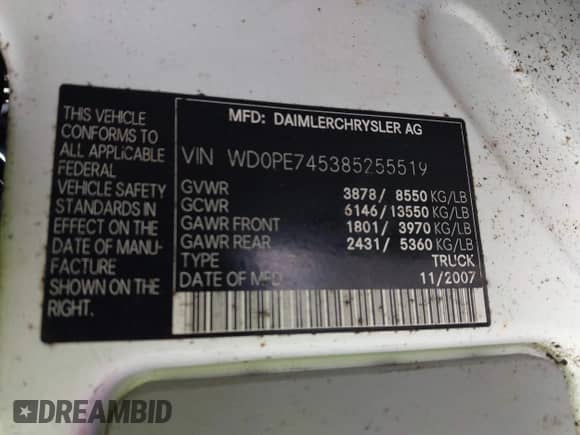 MFD: DAIMLERCHRYSLER AG
THIS VEHICLE
CONFORMS TO
ALL APPLICABLE
FEDERAL
VEHICLE SAFETY
STANDARDS IN
EFFECT ON THE
DATE OF MANU-
FACTURE
SHOWN ON THE
RIGHT.
VIN WD0PE745385255519
GVWR 3878/ 8550 KG/LB
GCWR 6146/13550 KG/LB
GAWR FRONT 1801/ 3970 KG/LB
GAWR REAR 2431/ 5360 KG/LB
TYPE TRUCK
DATE OF MFD 11/2007
DREAMBID